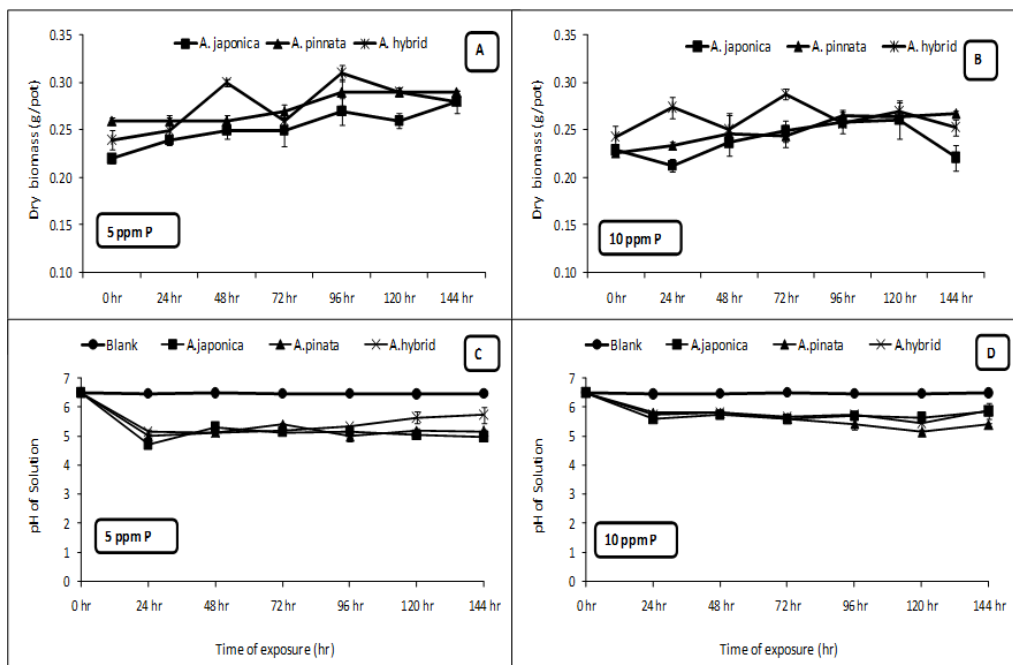 A. japonica A. pinnata A. hybrid
A
Dry biomass (g/pot)
0.35
0.30
0.25
0.20
0.15
0.10
5 ppm P
0 hr 24 hr 48 hr 72 hr 96 hr 120 hr 144 hr
A. japonica A. pinnata A. hybrid
B
Dry biomass (g/pot)
0.35
0.30
0.25
0.20
0.15
0.10
10 ppm P
0 hr 24 hr 48 hr 72 hr 96 hr 120 hr 144 hr
Blank A.japonica A.pinata A.hybrid
C
pH of Solution
7
6
5
4
3
2
1
0
5 ppm P
0 hr 24 hr 48 hr 72 hr 96 hr 120 hr 144 hr
Time of exposure (hr)
Blank A.japonica A.pinata A.hybrid
D
pH of Solution
7
6
5
4
3
2
1
0
10 ppm P
0 hr 24 hr 48 hr 72 hr 96 hr 120 hr 144 hr
Time of exposure (hr)